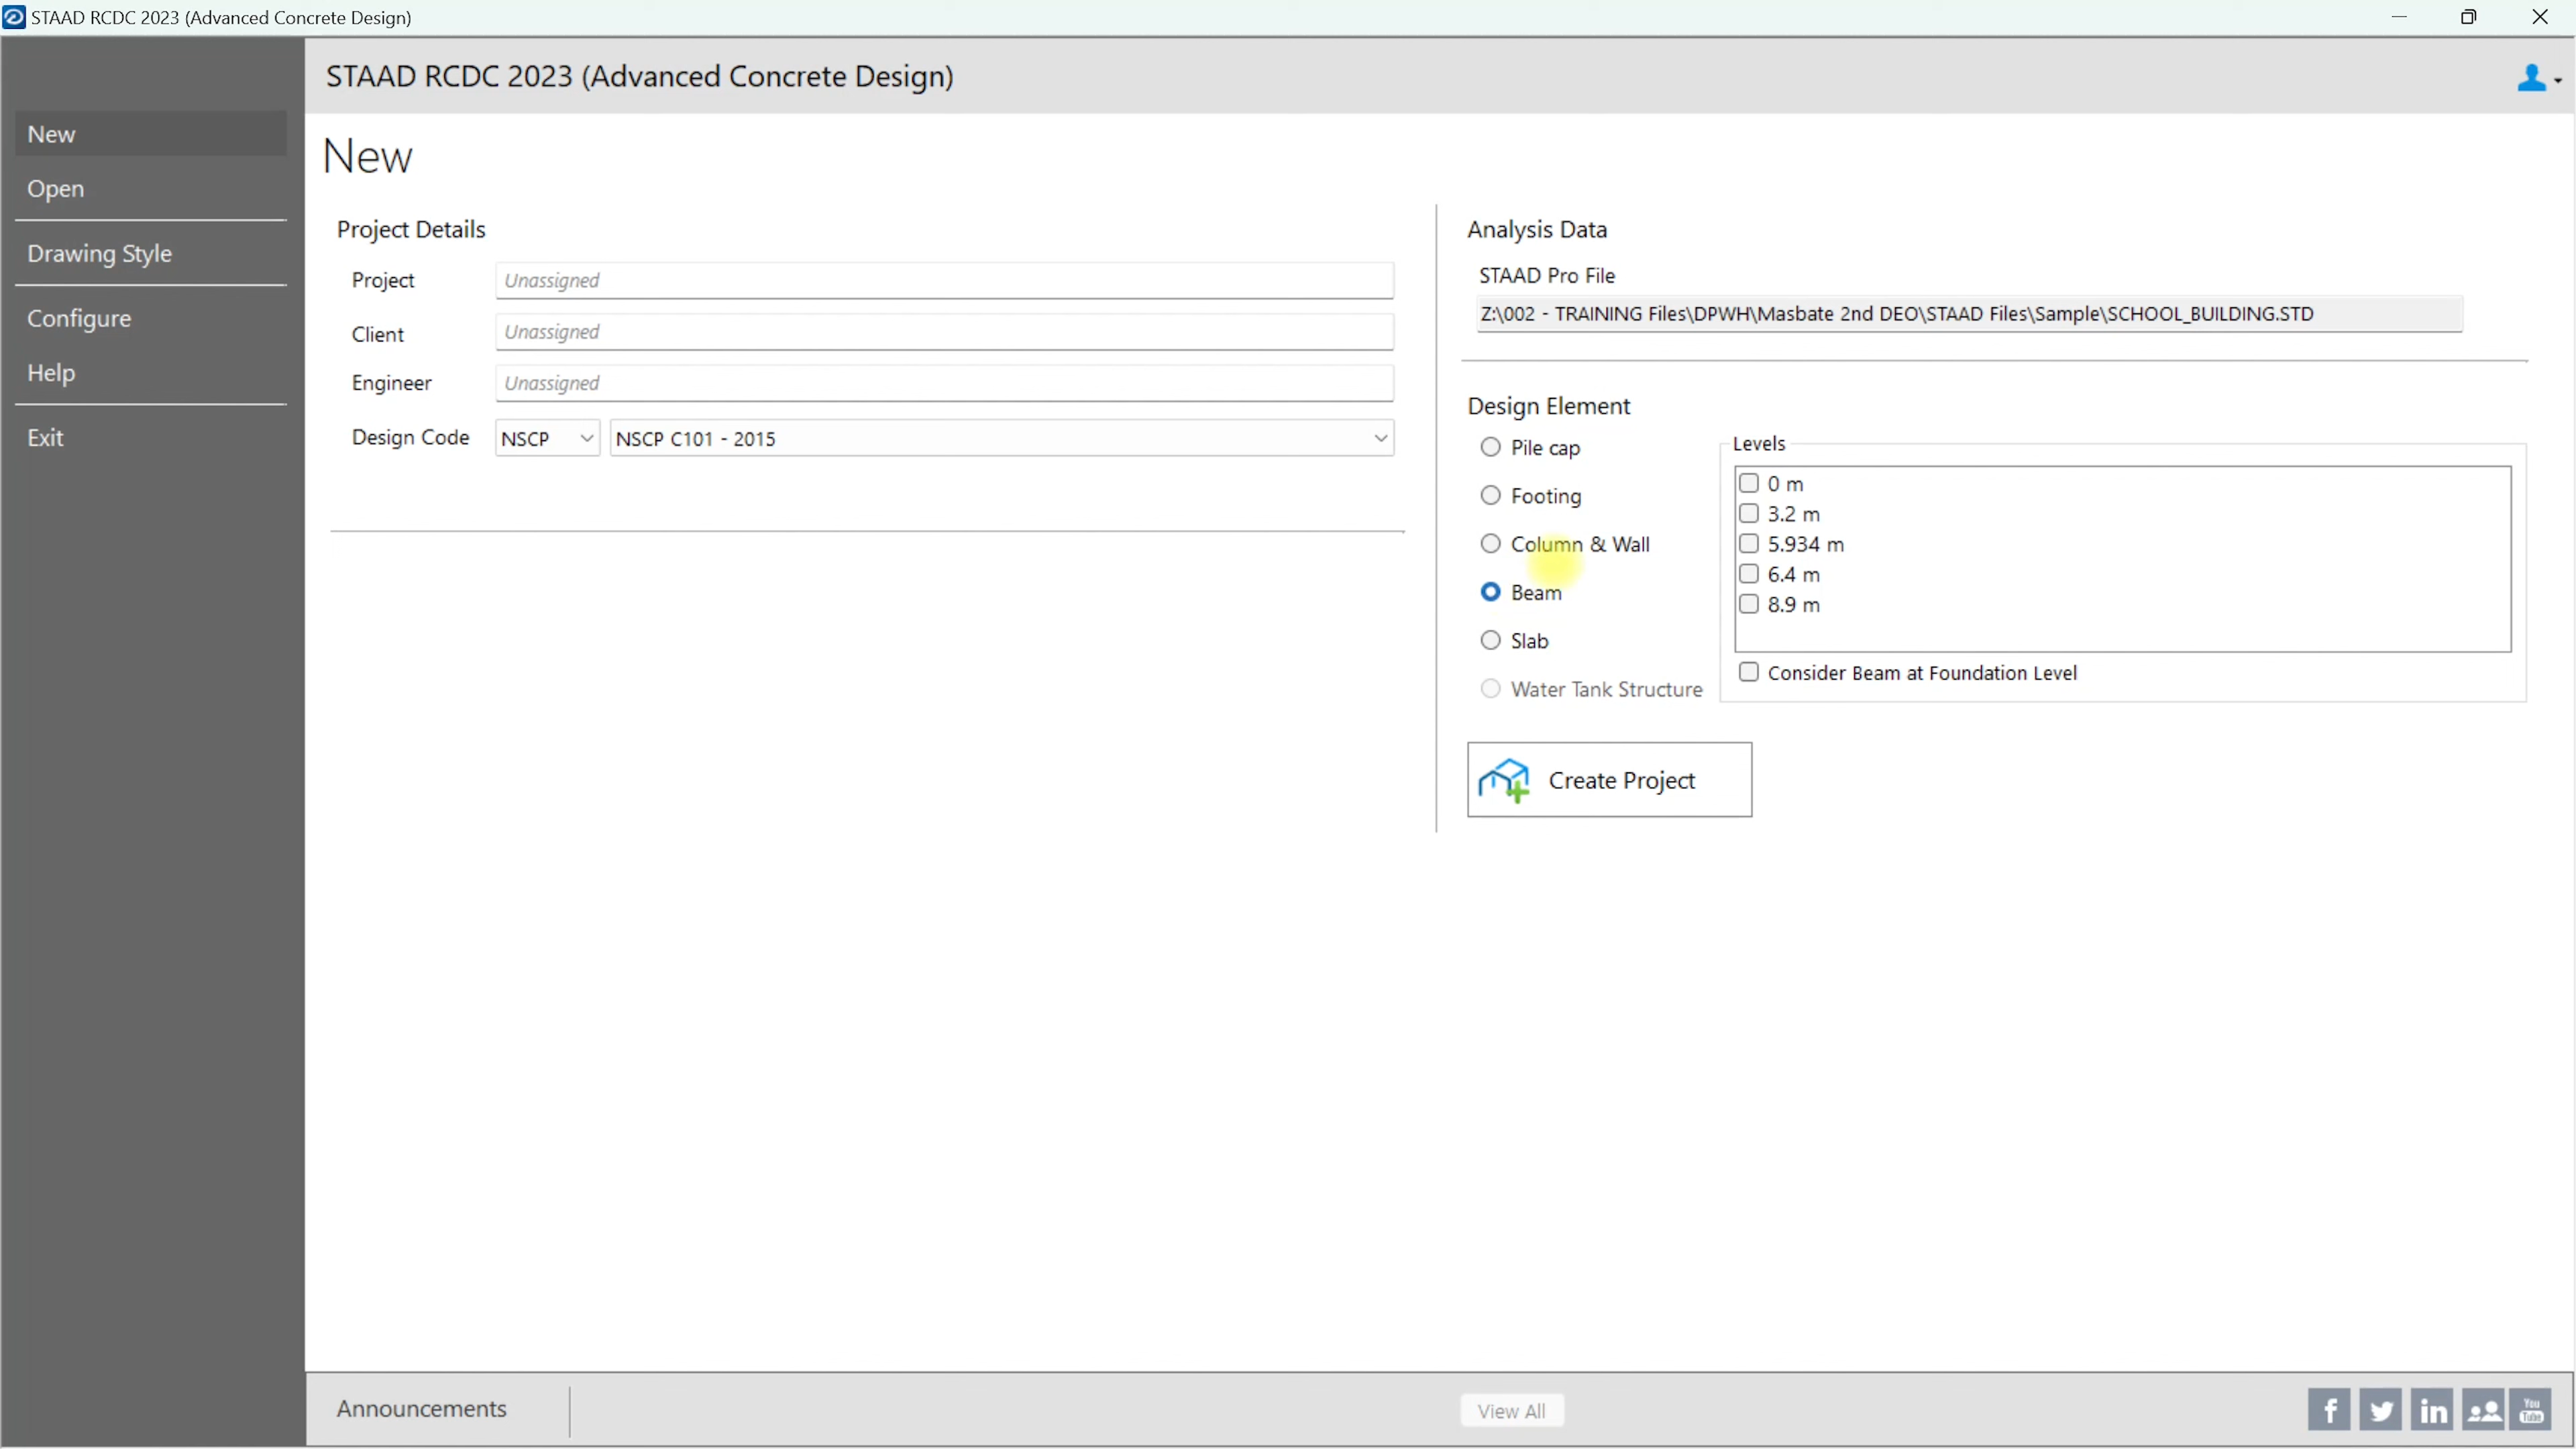 STAAD RCDC 2023 (Advanced Concrete Design)
STAAD RCDC 2023 (Advanced Concrete Design)
New
Open
Drawing Style
Configure
Help
Exit
New
Project Details
Project Unassigned
Client Unassigned
Engineer Unassigned
Design Code NSCP NSCP C101 - 2015
Analysis Data
STAAD Pro File
Z:\002 - TRAINING Files\DPWH\Masbate 2nd DEO\STAAD Files\Sample\SCHOOL_BUILDING.STD
Design Element
Pile cap
Footing
Column & Wall
Beam
Slab
Water Tank Structure
Levels
0 m
3.2 m
5.934 m
6.4 m
8.9 m
Consider Beam at Foundation Level
Create Project
Announcements
View All
f
in
You
Tube